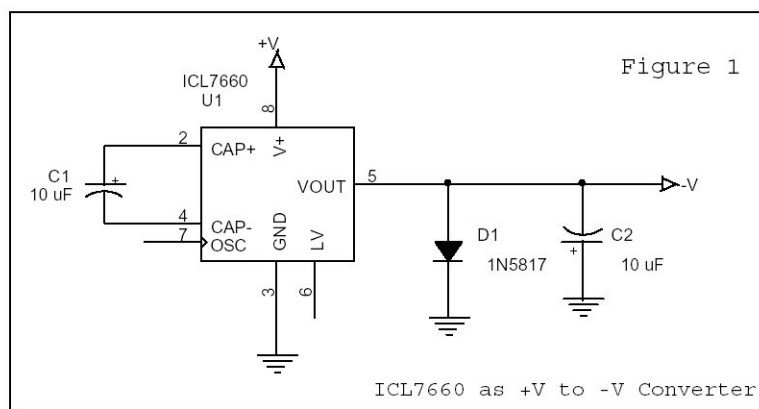 +V
Figure 1
ICL7660
U1
8
2
CAP+
V+
C1
+
10 uF
VOUT
5
-V
4
CAP-
7
OSC
GND
LV
D1
1N5817
C2
+
10 uF
3
6
ICL7660 as +V to -V Converter